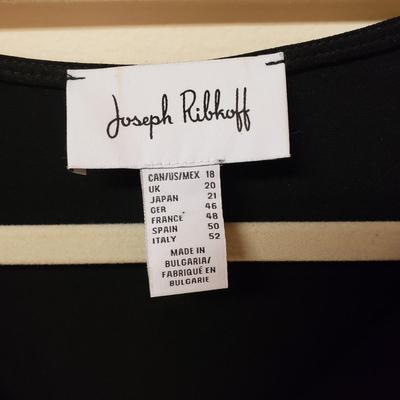 Joseph Ribkoff
CAN/US/MEX 18
UK 20
JAPAN 21
GER 46
FRANCE 48
SPAIN 50
ITALY 52
MADE IN
BULGARIA/
FABRIQUÉ EN
BULGARIE